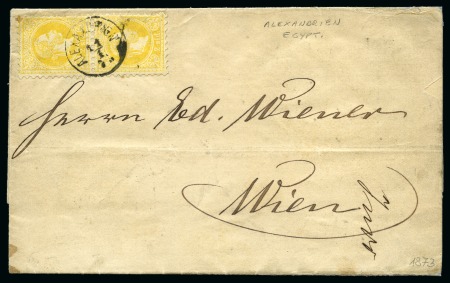 ALEXANDRIEN
EGYPT.
Herrn Ed. Wiener
Wien
1873